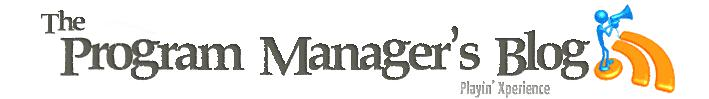 The
Program Manager's Blog
Playin' Xperience